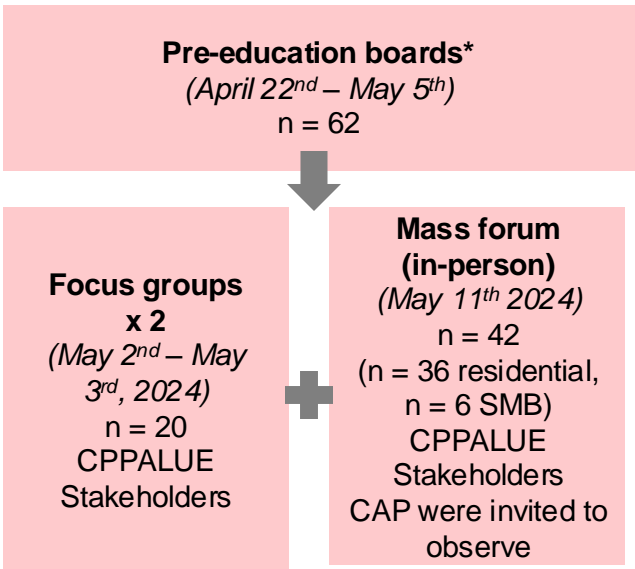 Pre-education boards*
(April 22nd – May 5th)
n = 62
Focus groups
x 2
(May 2nd – May
3rd, 2024)
n = 20
CPPALUE
Stakeholders
Mass forum
(in-person)
(May 11th 2024)
n = 42
(n = 36 residential,
n = 6 SMB)
CPPALUE
Stakeholders
CAP were invited to
observe